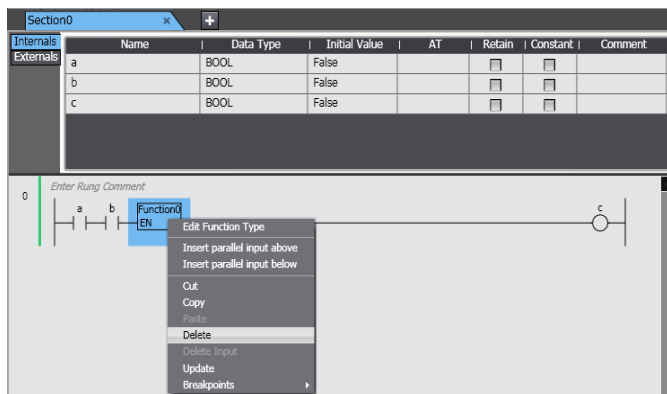 Section0 x +
Internals
Externals
Name Data Type Initial Value AT Retain Constant Comment
a BOOL False
b BOOL False
c BOOL False
Enter Rung Comment
0
a b Function0 c
EN
Edit Function Type
Insert parallel input above
Insert parallel input below
Cut
Copy
Paste
Delete
Delete Input
Update
Breakpoints